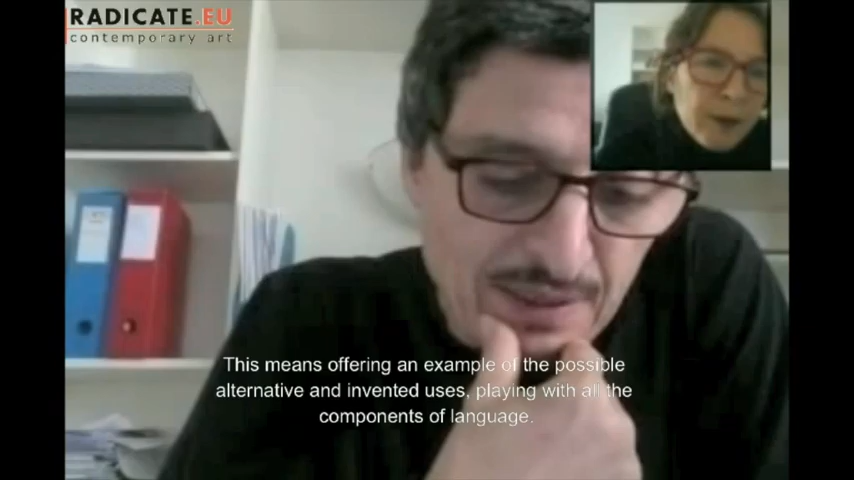 RADICATE.EU
contemporary art
This means offering an example of the possible
alternative and invented uses, playing with all the
components of language.